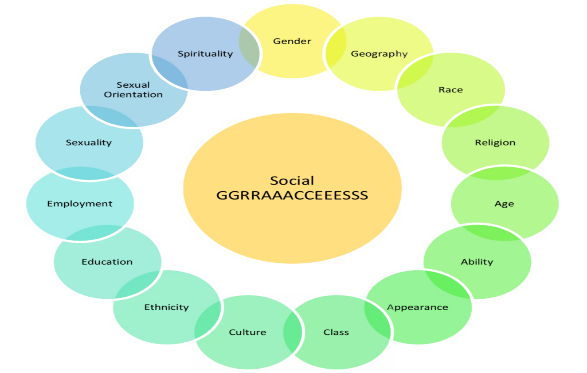 Gender
Geography
Race
Religion
Age
Ability
Appearance
Class
Culture
Ethnicity
Education
Employment
Sexuality
Sexual
Orientation
Spirituality
Social
GGRRAAACCEEESSS